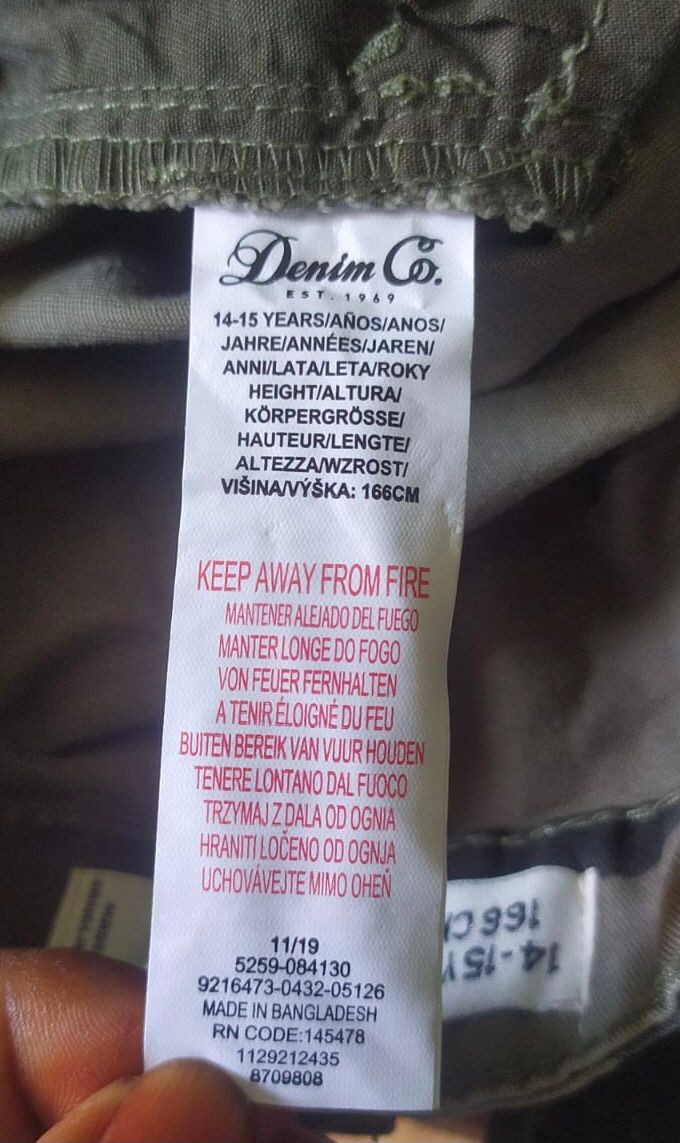 Denim Co.
EST. 1969
14-15 YEARS/AÑOS/ANOS/
JAHRE/ANNÉES/JAREN/
ANNI/LATA/LETA/ROKY
HEIGHT/ALTURA/
KÖRPERGRÖSSE/
HAUTEUR/LENGTE/
ALTEZZA/WZROST/
VIŠINA/VÝŠKA: 166CM
KEEP AWAY FROM FIRE
MANTENER ALEJADO DEL FUEGO
MANTER LONGE DO FOGO
VON FEUER FERNHALTEN
A TENIR ÉLOIGNÉ DU FEU
BUITEN BEREIK VAN VUUR HOUDEN
TENERE LONTANO DAL FUOCO
TRZYMAJ Z DALA OD OGNIA
HRANITI LOČENO OD OGNJA
UCHOVÁVEJTE MIMO OHEŇ
11/19
5259-084130
9216473-0432-05126
MADE IN BANGLADESH
RN CODE:145478
1129212435
8709808
14-15 Y
166 C